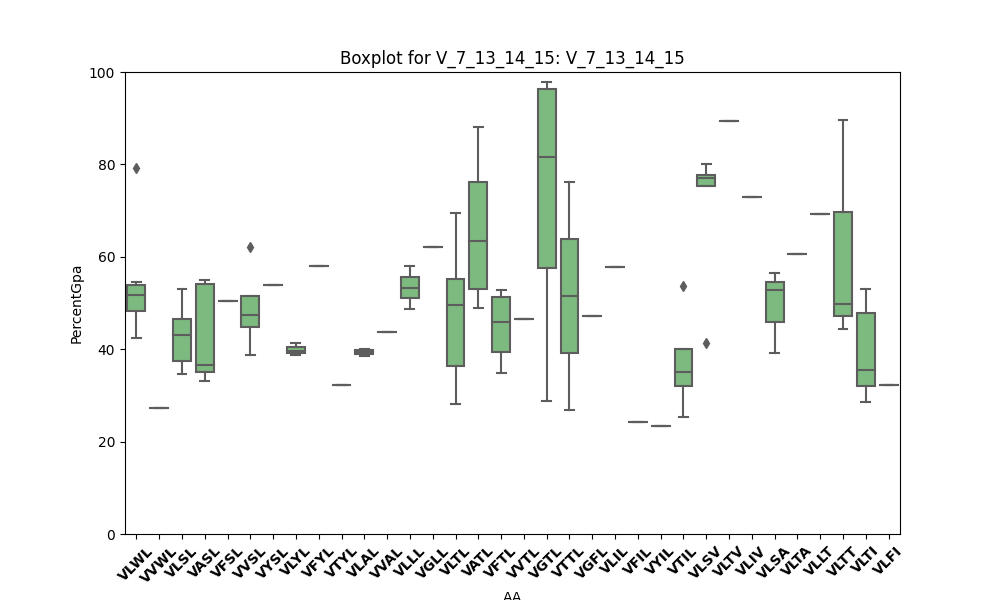 Boxplot for V_7_13_14_15: V_7_13_14_15
PercentGpa
100
80
60
40
20
0
VLWL
VVWL
VLSL
VASL
VFSL
VVSL
VYSL
VLYL
VFYL
VTYL
VLAL
VVAL
VLLL
VGLL
VLTL
VATL
VFTL
VVTL
VGTL
VTTL
VGFL
VLIL
VFIL
VYIL
VTIL
VLSV
VLTV
VLIV
VLSA
VLTA
VLLT
VLTT
VLTI
VLFI
AA